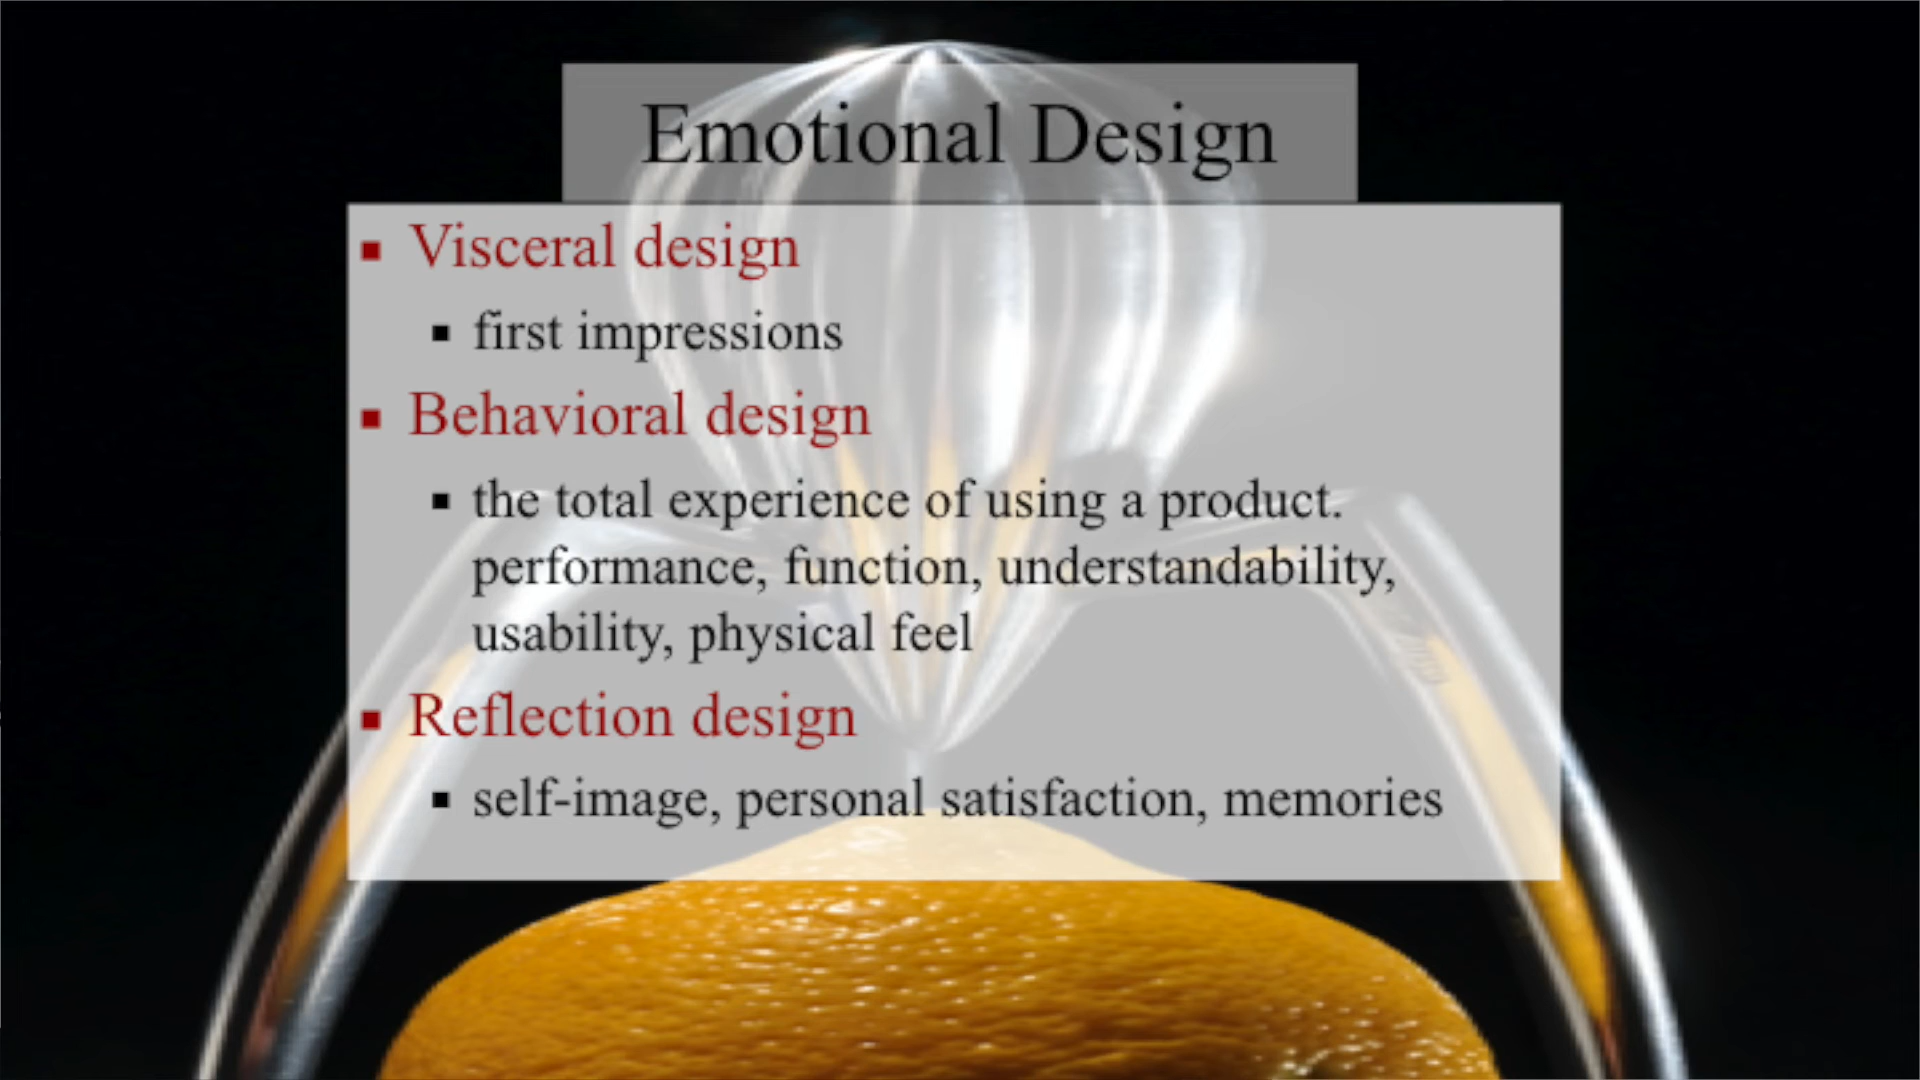 Emotional Design
Visceral design
first impressions
Behavioral design
the total experience of using a product.
performance, function, understandability,
usability, physical feel
Reflection design
self-image, personal satisfaction, memories